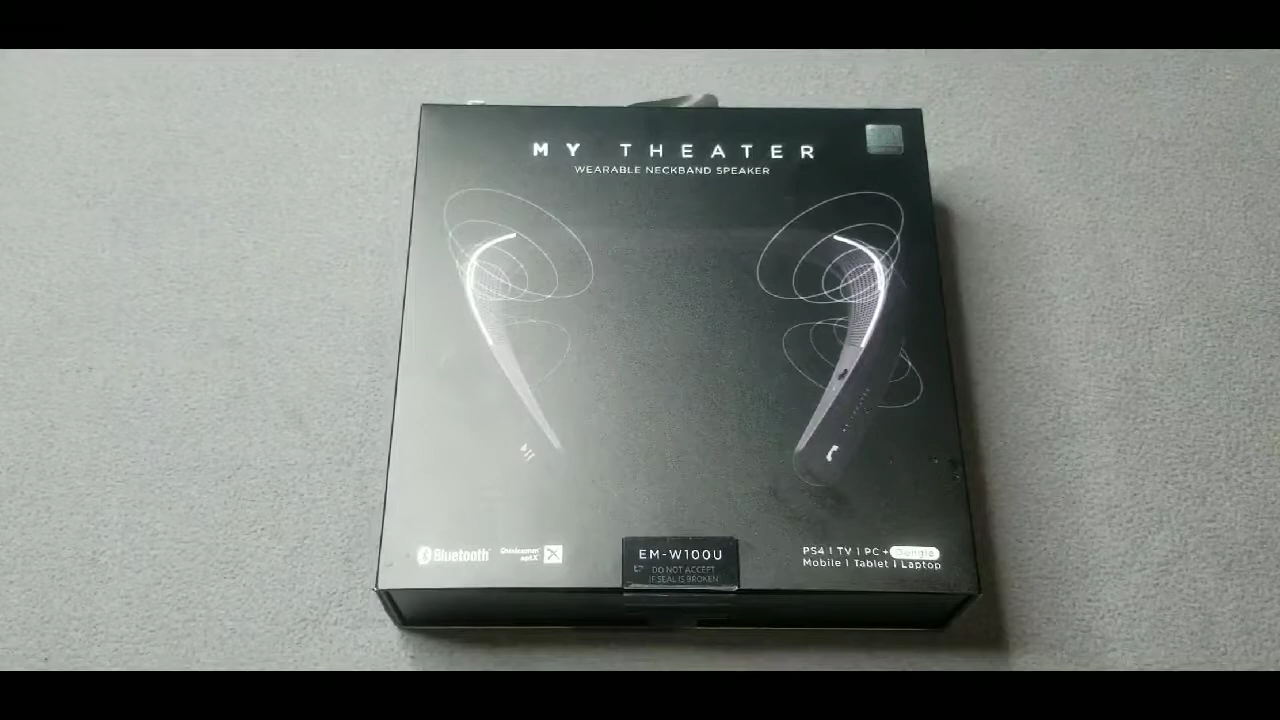 MY THEATER
WEARABLE NECKBAND SPEAKER
Bluetooth
Qualcomm
aptX
EM-W100U
DO NOT ACCEPT
IF SEAL IS BROKEN
PS4 | TV | PC + Dongle
Mobile | Tablet | Laptop